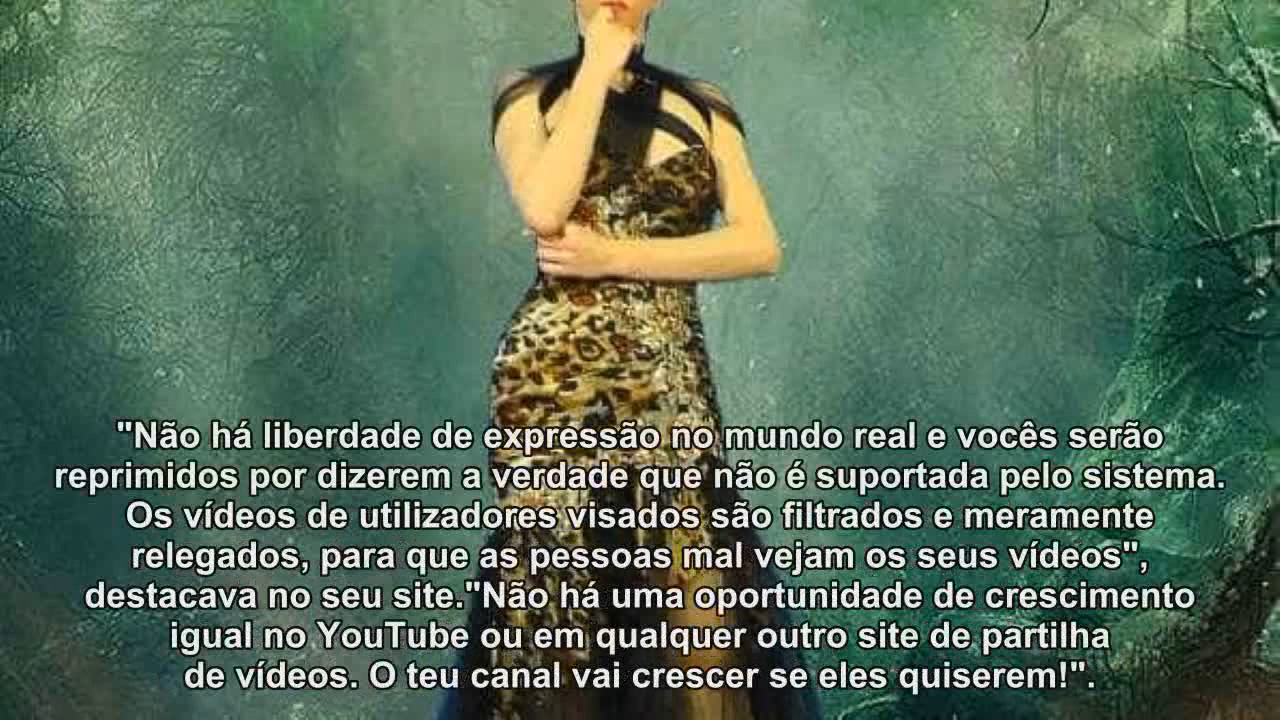 "Não há liberdade de expressão no mundo real e vocês serão
reprimidos por dizerem a verdade que não é suportada pelo sistema.
Os vídeos de utilizadores visados são filtrados e meramente
relegados, para que as pessoas mal vejam os seus vídeos",
destacava no seu site."Não há uma oportunidade de crescimento
igual no YouTube ou em qualquer outro site de partilha
de vídeos. O teu canal vai crescer se eles quiserem!".